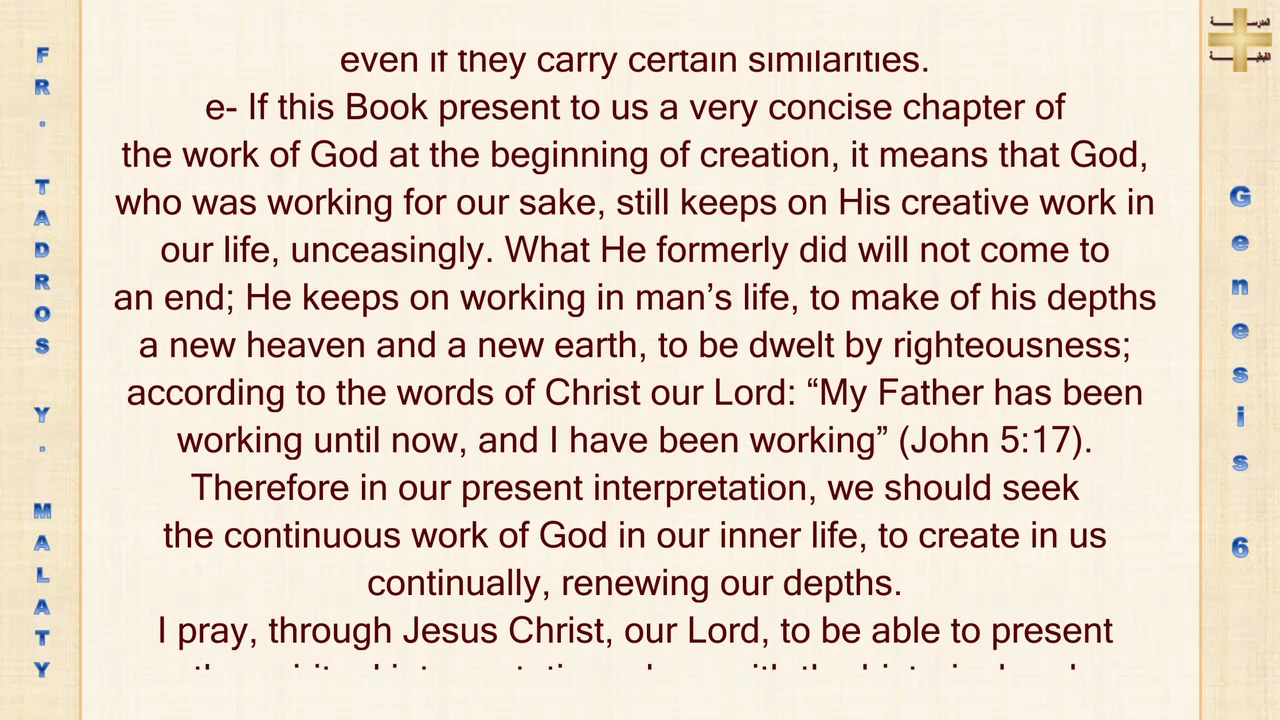 FR. TADROS Y. MALATY
even if they carry certain similarities.
e- If this Book present to us a very concise chapter of
the work of God at the beginning of creation, it means that God,
who was working for our sake, still keeps on His creative work in
our life, unceasingly. What He formerly did will not come to
an end; He keeps on working in man’s life, to make of his depths
a new heaven and a new earth, to be dwelt by righteousness;
according to the words of Christ our Lord: “My Father has been
working until now, and I have been working” (John 5:17).
Therefore in our present interpretation, we should seek
the continuous work of God in our inner life, to create in us
continually, renewing our depths.
I pray, through Jesus Christ, our Lord, to be able to present
Genesis 6